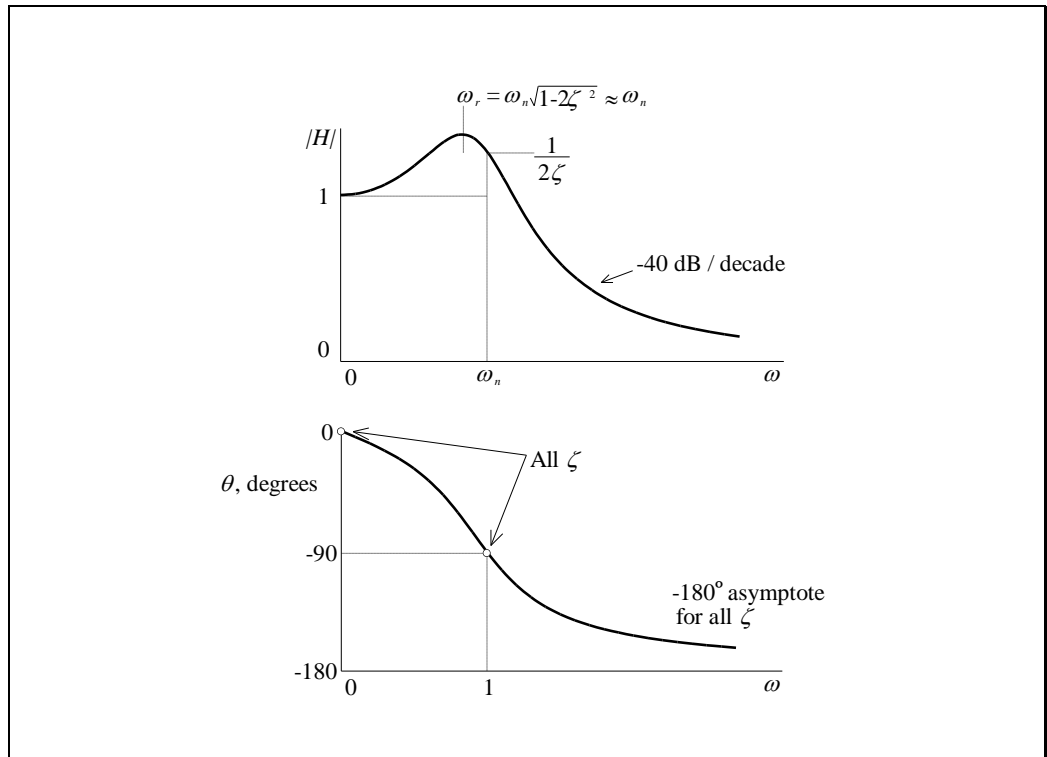 ω_r = ω_n√1-2ζ² ≈ ω_n
|H|
1
2ζ
1
-40 dB / decade
0
0
ω_n
ω
0
All ζ
θ, degrees
-90
-180° asymptote
for all ζ
-180
0
1
ω